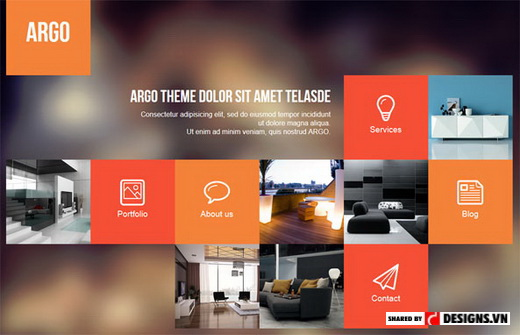 ARGO
ARGO THEME DOLOR SIT AMET TELASDE
Consectetur adipisicing elit, sed do eiusmod tempor incididunt
ut dolore magna aliqua.
Ut enim ad minim veniam, quis nostrud ARGO.
Services
Portfolio
About us
Blog
Contact
SHARED BY
DESIGNS.VN